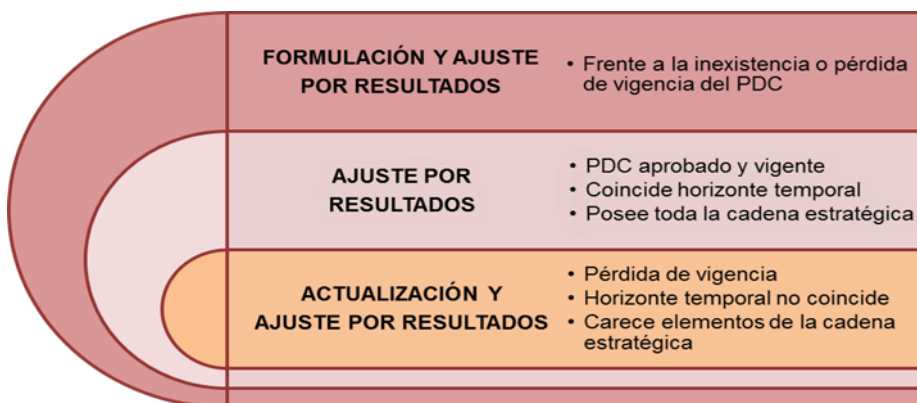 FORMULACIÓN Y AJUSTE
POR RESULTADOS
• Frente a la inexistencia o pérdida
de vigencia del PDC
AJUSTE POR
RESULTADOS
• PDC aprobado y vigente
• Coincide horizonte temporal
• Posee toda la cadena estratégica
ACTUALIZACIÓN Y
AJUSTE POR RESULTADOS
• Pérdida de vigencia
• Horizonte temporal no coincide
• Carece elementos de la cadena
estratégica